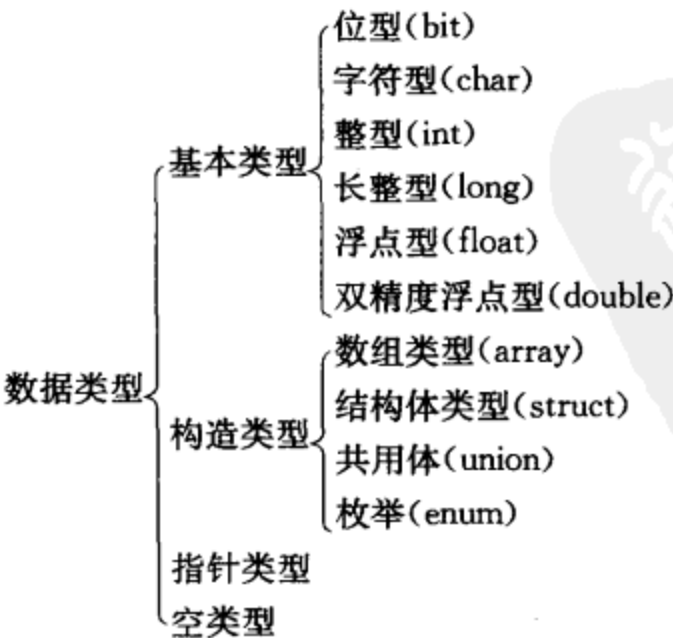 位型(bit)
字符型(char)
整型(int)
基本类型
长整型(long)
浮点型(float)
双精度浮点型(double)
数据类型
数组类型(array)
结构体类型(struct)
构造类型
共用体(union)
枚举(enum)
指针类型
空类型